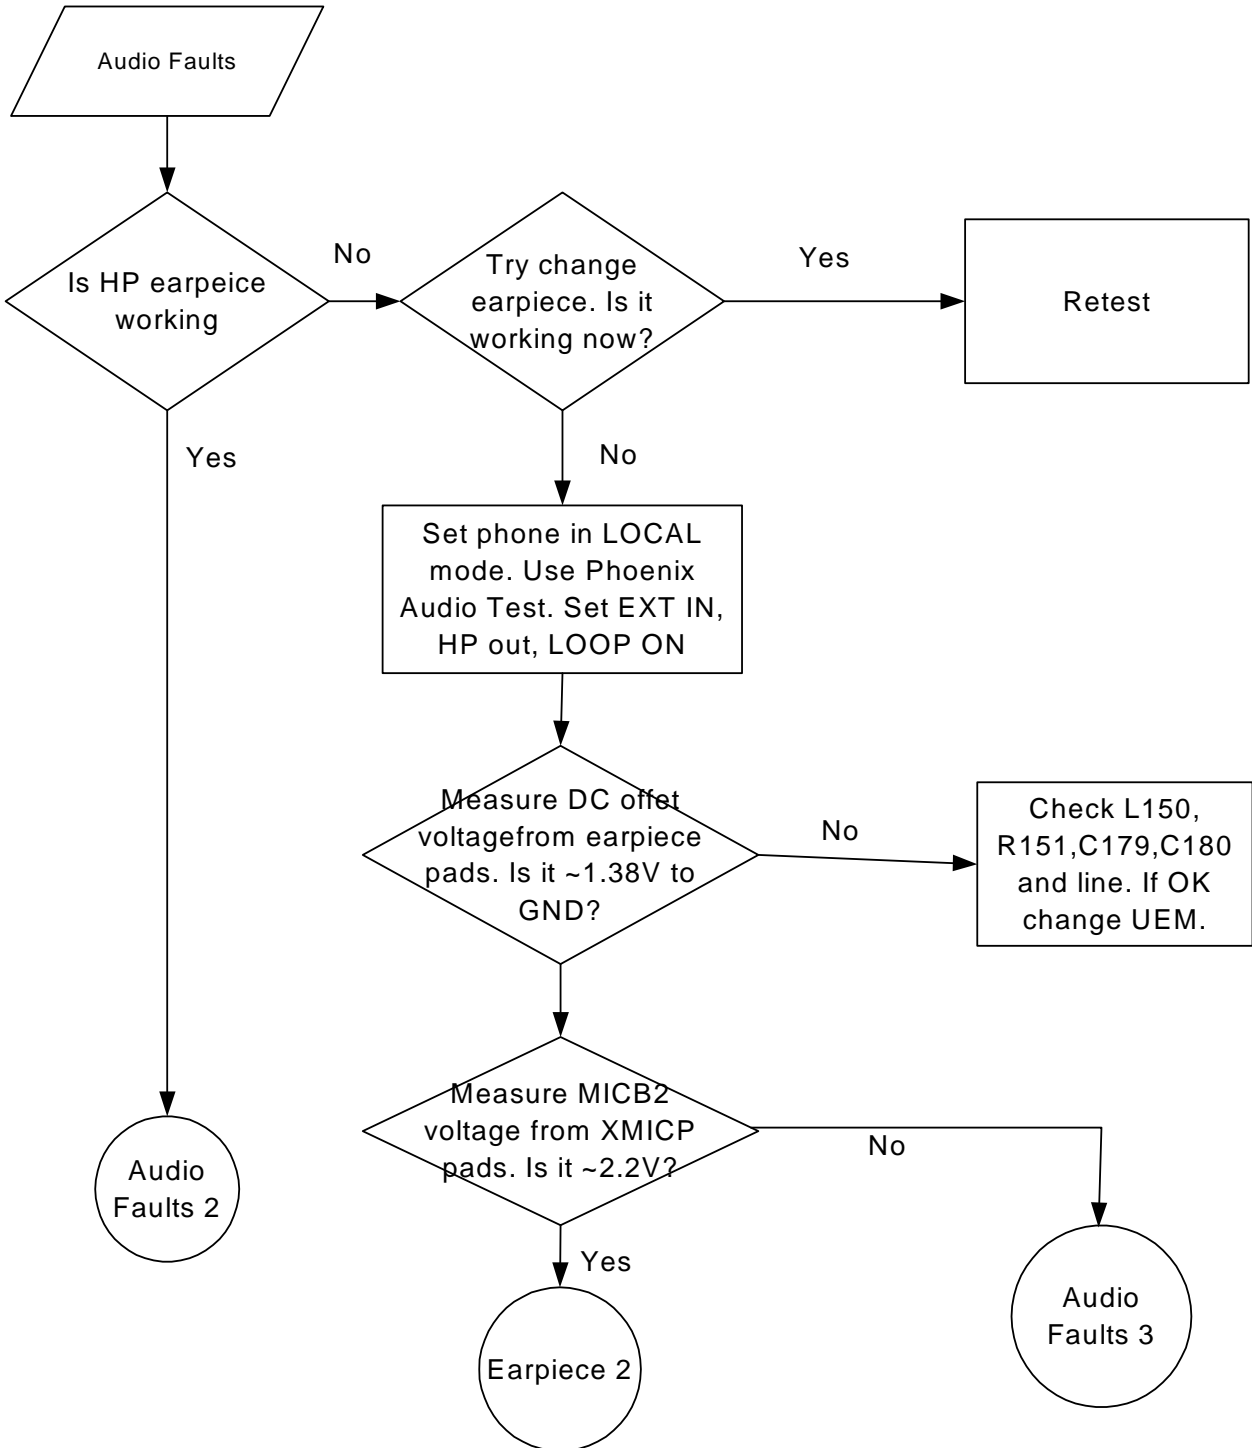 Audio Faults
Is HP earpeice
working
No
Try change
earpiece. Is it
working now?
Yes
Retest
Yes
No
Set phone in LOCAL
mode. Use Phoenix
Audio Test. Set EXT IN,
HP out, LOOP ON
Measure DC offet
voltagefrom earpiece
pads. Is it ~1.38V to
GND?
No
Check L150,
R151,C179,C180
and line. If OK
change UEM.
Measure MICB2
voltage from XMICP
pads. Is it ~2.2V?
No
Audio
Faults 2
Yes
Audio
Faults 3
Earpiece 2